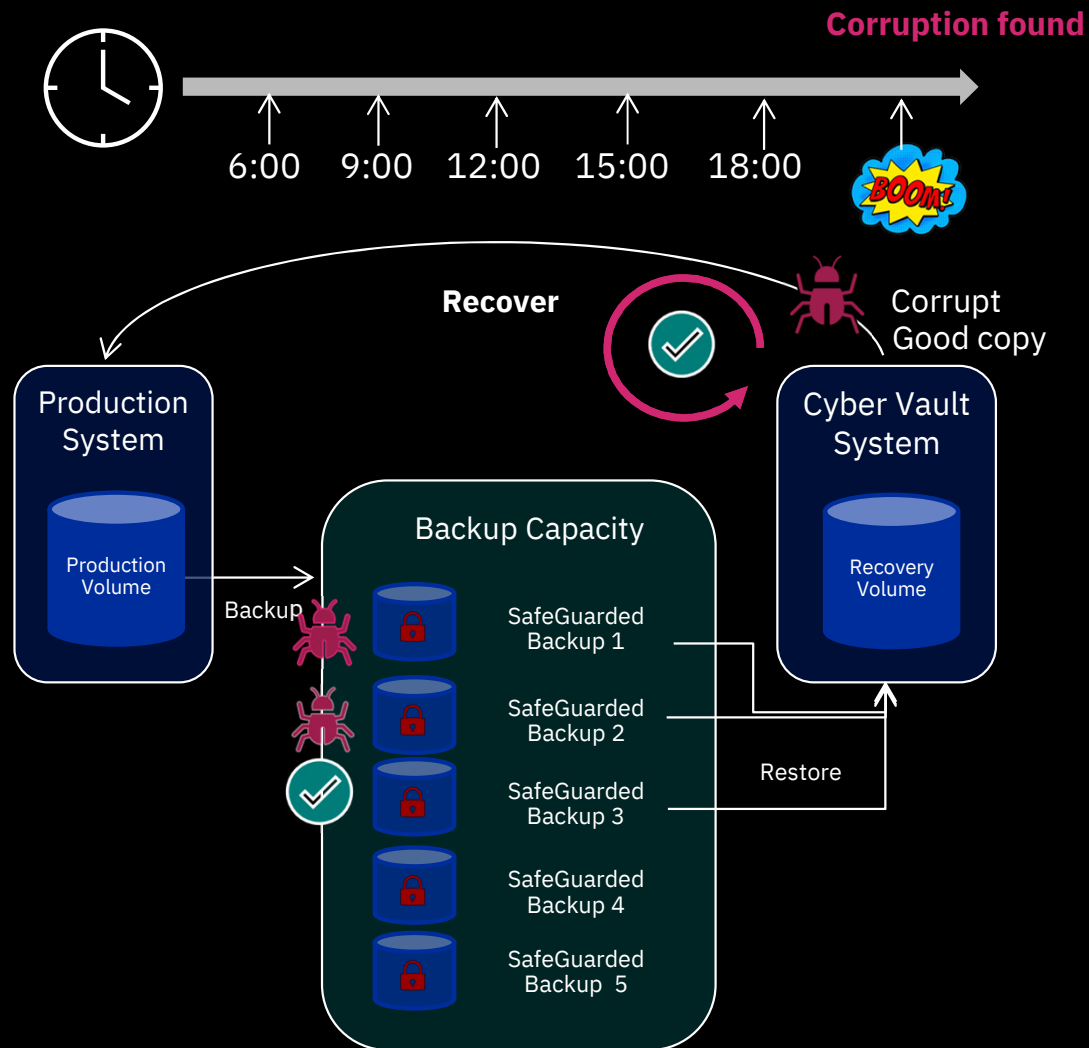 Corruption found
6:00 9:00 12:00 15:00 18:00
BOOM!
Recover
Corrupt
Good copy
Production
System
Production
Volume
Backup
Backup Capacity
SafeGuarded
Backup 1
SafeGuarded
Backup 2
SafeGuarded
Backup 3
SafeGuarded
Backup 4
SafeGuarded
Backup 5
Restore
Cyber Vault
System
Recovery
Volume